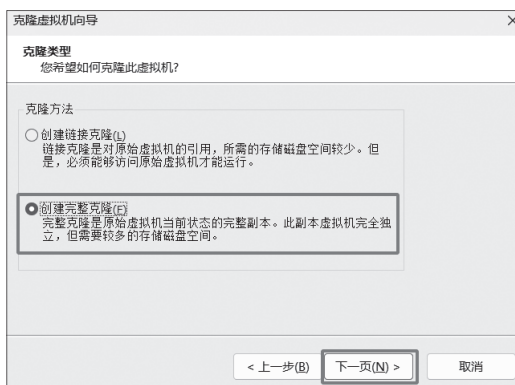 克隆虚拟机向导
克隆类型
您希望如何克隆此虚拟机?
克隆方法
创建链接克隆(L)
链接克隆是对原始虚拟机的引用，所需的存储磁盘空间较少。但
是，必须能够访问原始虚拟机才能运行。
创建完整克隆(F)
完整克隆是原始虚拟机当前状态的完整副本。此副本虚拟机完全独
立，但需要较多的存储磁盘空间。
< 上一步(B) 下一页(N) > 取消